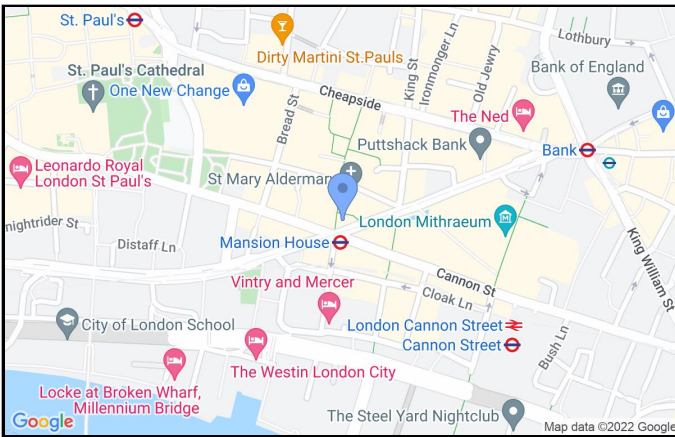 St. Paul's
Dirty Martini St.Pauls
King St
Ironmonger Ln
Old Jewry
Lothbury
St. Paul's Cathedral
One New Change
Cheapside
Bread St
Bank of England
The Ned
Puttshack Bank
Bank
Leonardo Royal
London St Paul's
St Mary Aldermary
London Mithraeum
nightrider St
Distaff Ln
Mansion House
King William St
Cannon St
Vintry and Mercer
Cloak Ln
City of London School
London Cannon Street
Cannon Street
Bush Ln
The Westin London City
Locke at Broken Wharf,
Millennium Bridge
The Steel Yard Nightclub
Google
Map data ©2022 Google